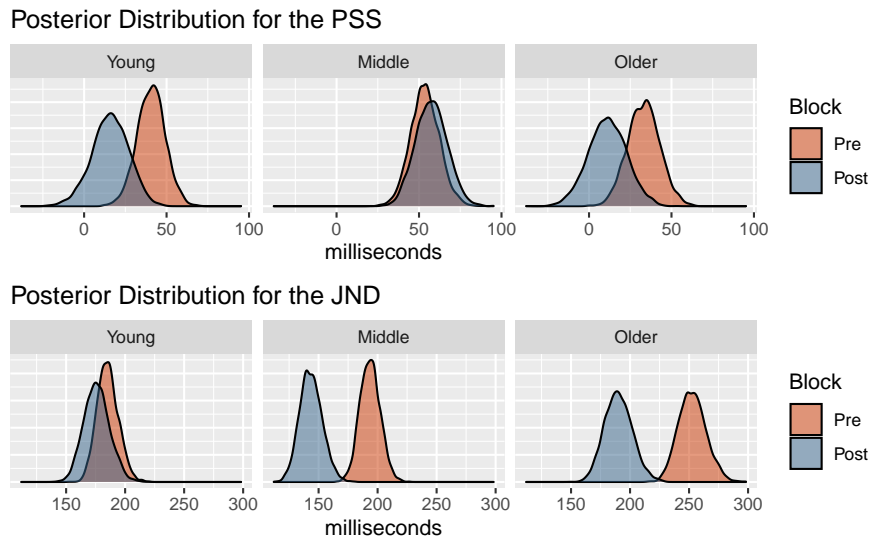 Posterior Distribution for the PSS
Young Middle Older
0 50 100 0 50 100 0 50 100
milliseconds
Block
Pre
Post
Posterior Distribution for the JND
Young Middle Older
150 200 250 300 150 200 250 300 150 200 250 300
milliseconds
Block
Pre
Post